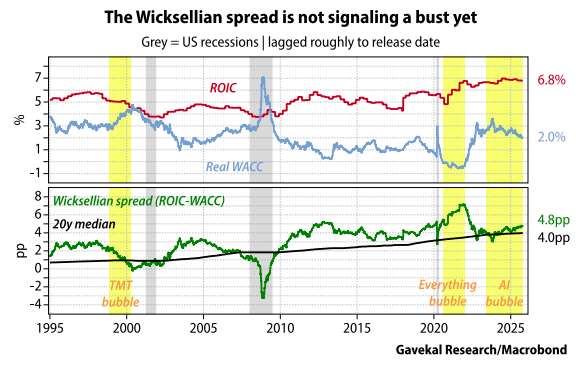 The Wicksellian spread is not signaling a bust yet
Grey = US recessions | lagged roughly to release date
7
5
3
1
-1
%
ROIC
Real WACC
6.8%
2.0%
8
6
4
2
0
-2
-4
pp
Wicksellian spread (ROIC-WACC)
20y median
4.8pp
4.0pp
TMT
bubble
Everything
bubble
AI
bubble
1995
2000
2005
2010
2015
2020
2025
Gavekal Research/Macrobond